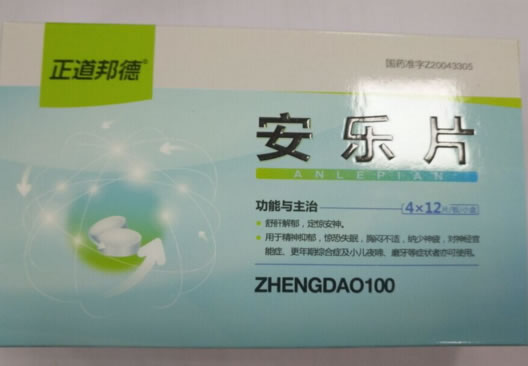 正道邦德®
国药准字Z20043305
安乐片
ANLEPIAN
功能与主治
4×12片/板/小盒
舒肝解郁，定惊安神。
用于精神抑郁，惊恐失眠，胸闷不适，纳少神疲，对神经官
能症、更年期综合症及小儿夜啼、磨牙等症状者亦可使用。
ZHENGDAO100